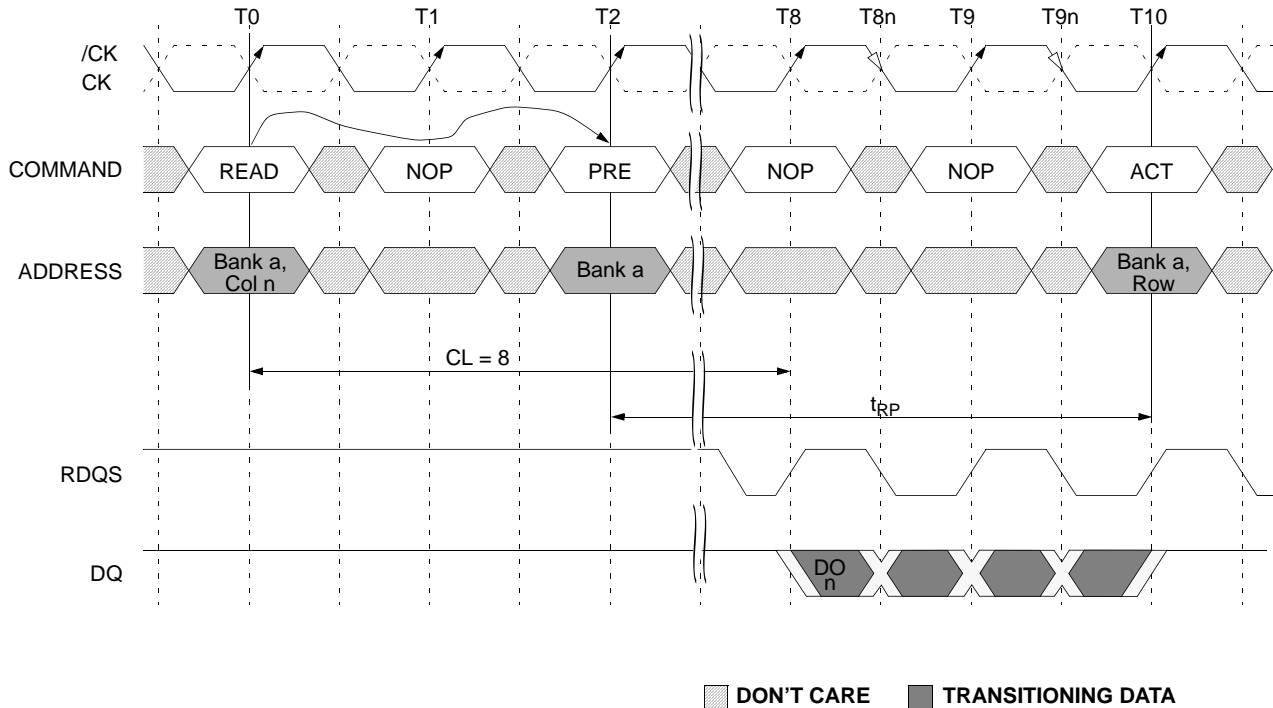 T0 T1 T2 T8 T8n T9 T9n T10
/CK
CK
COMMAND READ NOP PRE NOP NOP ACT
ADDRESS Bank a, Col n Bank a Bank a, Row
CL = 8
tRP
RDQS
DQ DO n
DON'T CARE TRANSITIONING DATA